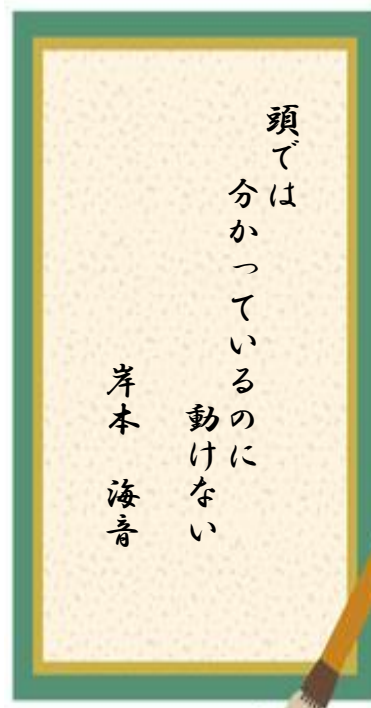 頭では
分かっているのに
動けない
岸本 海音